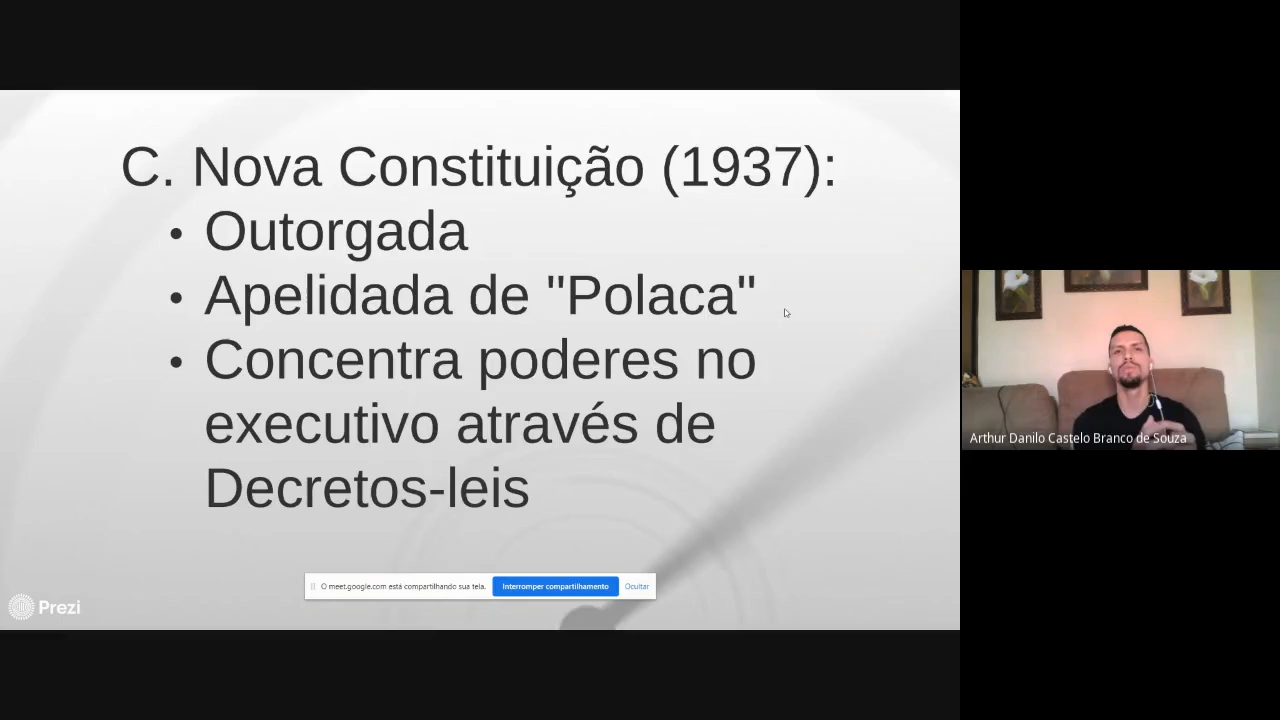 C. Nova Constituição (1937):
• Outorgada
• Apelidada de "Polaca"
• Concentra poderes no
executivo através de
Decretos-leis
O meet.google.com está compartilhando sua tela.
Interromper compartilhamento
Ocultar
Prezi
Arthur Danilo Castelo Branco de Souza